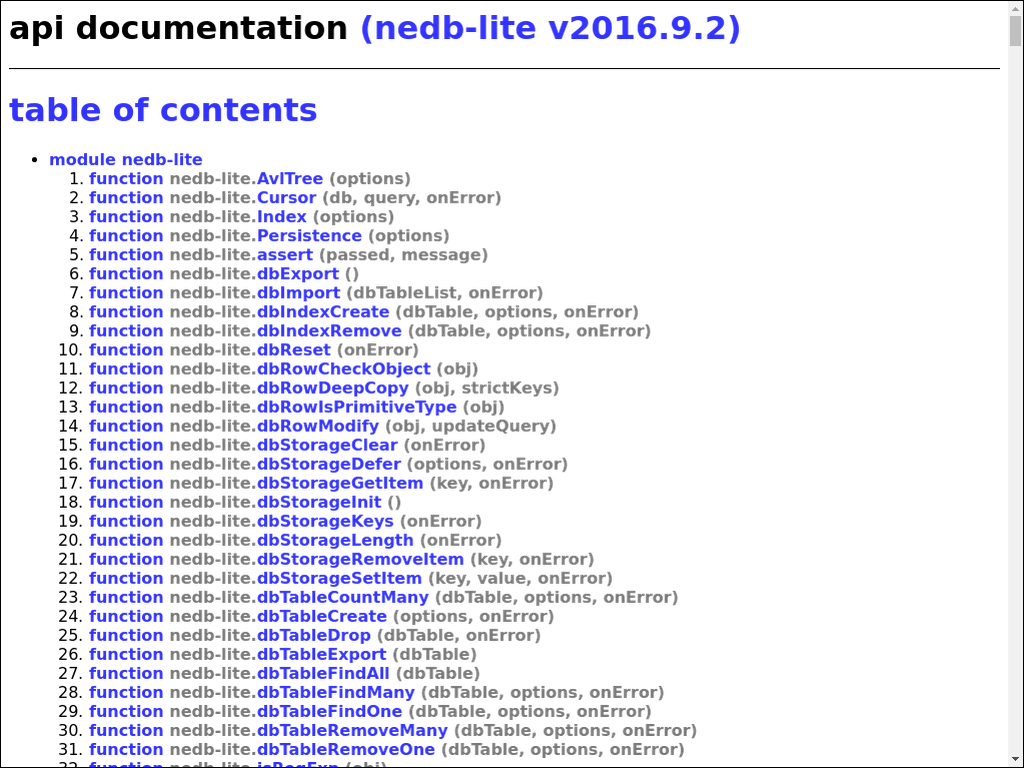 api documentation (nedb-lite v2016.9.2)
table of contents
• module nedb-lite
1. function nedb-lite.AvlTree (options)
2. function nedb-lite.Cursor (db, query, onError)
3. function nedb-lite.Index (options)
4. function nedb-lite.Persistence (options)
5. function nedb-lite.assert (passed, message)
6. function nedb-lite.dbExport ()
7. function nedb-lite.dbImport (dbTableList, onError)
8. function nedb-lite.dbIndexCreate (dbTable, options, onError)
9. function nedb-lite.dbIndexRemove (dbTable, options, onError)
10. function nedb-lite.dbReset (onError)
11. function nedb-lite.dbRowCheckObject (obj)
12. function nedb-lite.dbRowDeepCopy (obj, strictKeys)
13. function nedb-lite.dbRowIsPrimitiveType (obj)
14. function nedb-lite.dbRowModify (obj, updateQuery)
15. function nedb-lite.dbStorageClear (onError)
16. function nedb-lite.dbStorageDefer (options, onError)
17. function nedb-lite.dbStorageGetItem (key, onError)
18. function nedb-lite.dbStorageInit ()
19. function nedb-lite.dbStorageKeys (onError)
20. function nedb-lite.dbStorageLength (onError)
21. function nedb-lite.dbStorageRemoveItem (key, onError)
22. function nedb-lite.dbStorageSetItem (key, value, onError)
23. function nedb-lite.dbTableCountMany (dbTable, options, onError)
24. function nedb-lite.dbTableCreate (options, onError)
25. function nedb-lite.dbTableDrop (dbTable, onError)
26. function nedb-lite.dbTableExport (dbTable)
27. function nedb-lite.dbTableFindAll (dbTable)
28. function nedb-lite.dbTableFindMany (dbTable, options, onError)
29. function nedb-lite.dbTableFindOne (dbTable, options, onError)
30. function nedb-lite.dbTableRemoveMany (dbTable, options, onError)
31. function nedb-lite.dbTableRemoveOne (dbTable, options, onError)
32. function nedb-lite.isRegExp (obj)